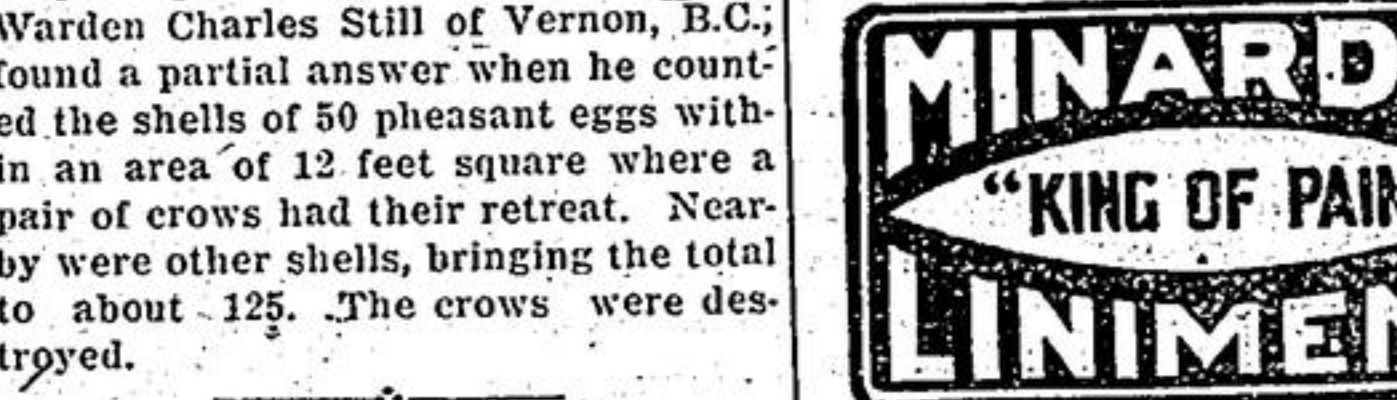 Warden Charles Still of Vernon, B.C.,
found a partial answer when he count-
ed the shells of 50 pheasant eggs with-
in an area of 12 feet square where a
pair of crows had their retreat. Near-
by were other shells, bringing the total
to about 125. The crows were des-
troyed.
MINARD
"KING OF PAIN
LINIMEN